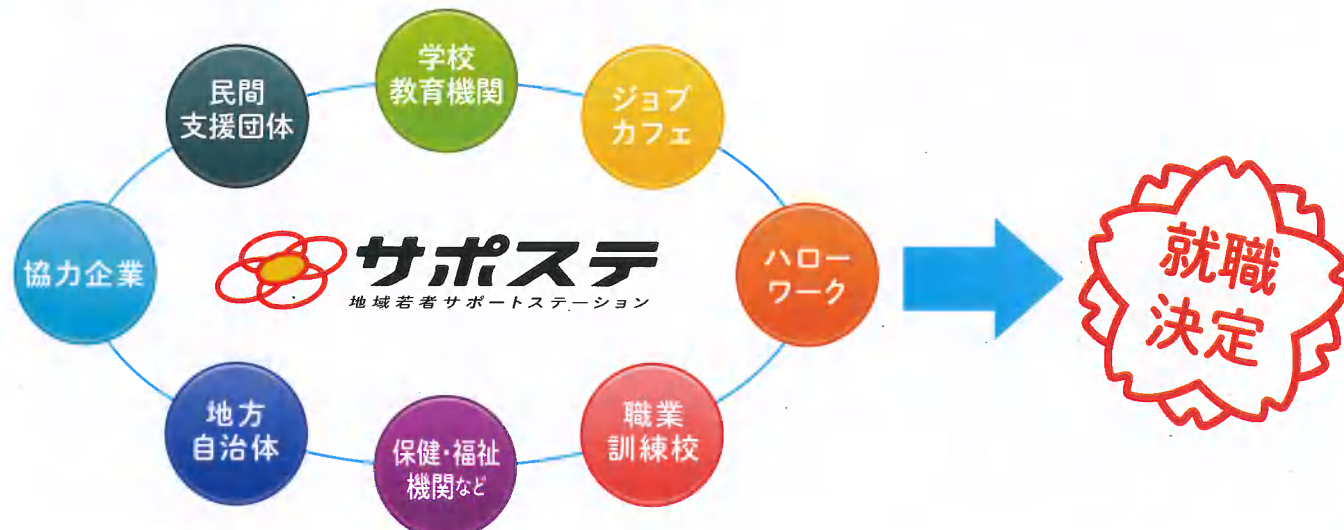 学校
教育機関
民間
支援団体
ジョブ
カフェ
協力企業
サポステ
地域若者サポートステーション
ハロー
ワーク
就職
決定
地方
自治体
保健・福祉
機関など
職業
訓練校